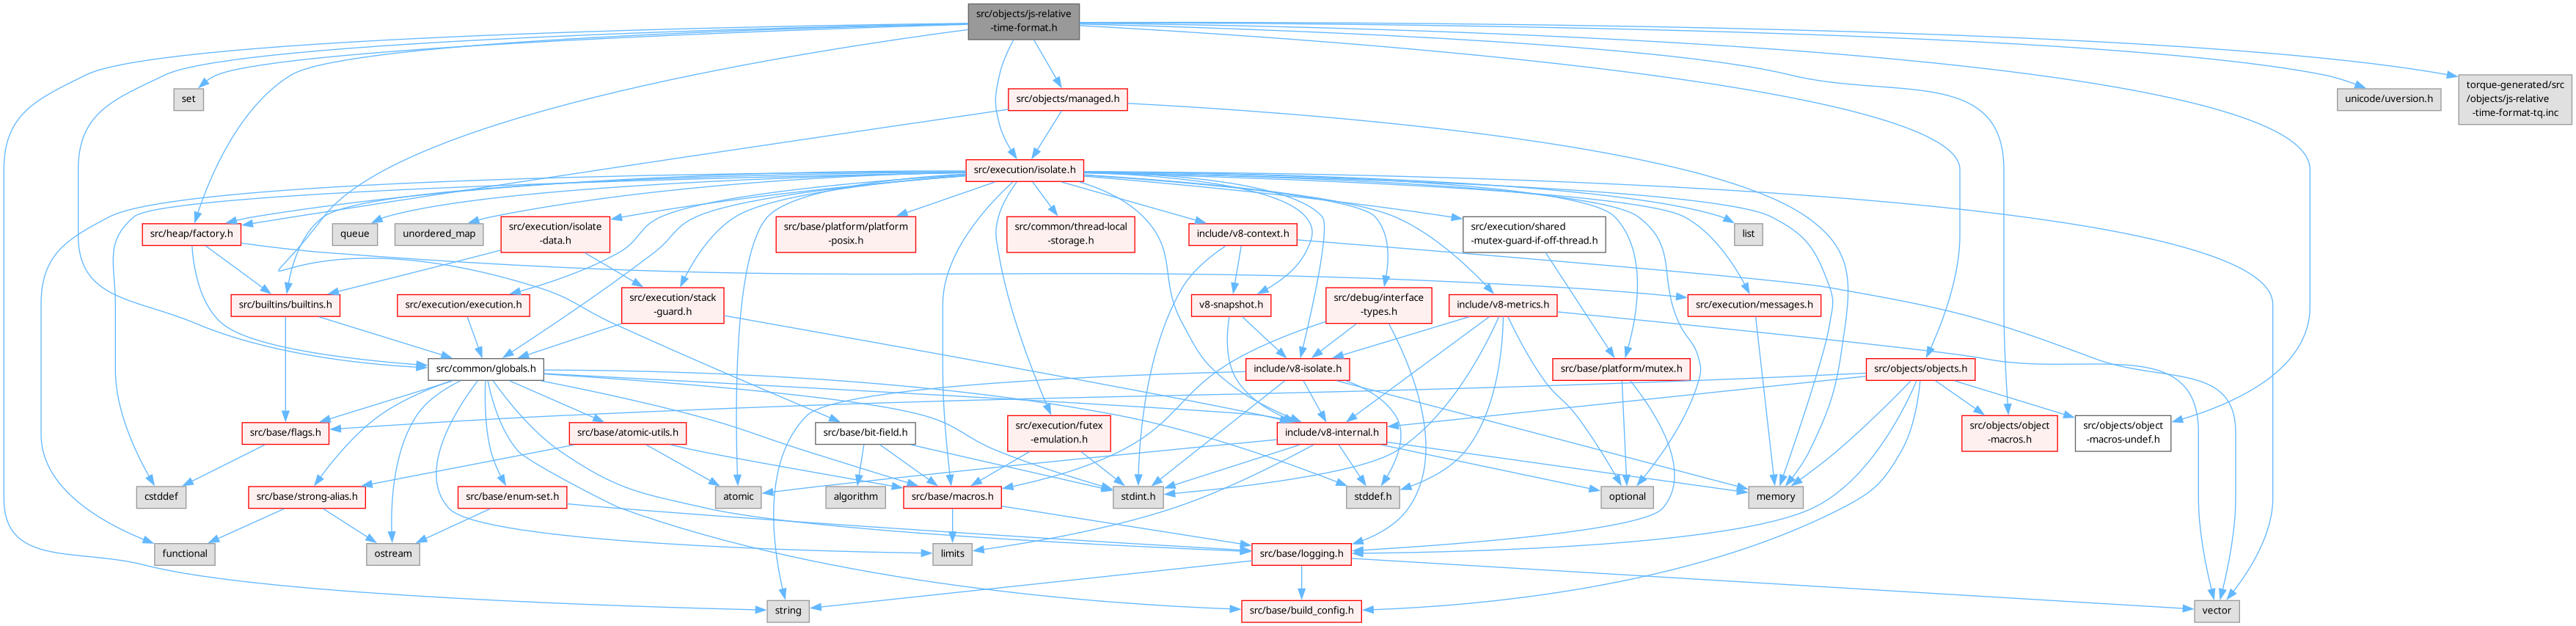 src/objects/js-relative
-time-format.h
set
src/objects/managed.h
unicode/uversion.h
torque-generated/src
/objects/js-relative
-time-format-tq.inc
src/execution/isolate.h
src/heap/factory.h
queue
unordered_map
src/execution/isolate
-data.h
src/base/platform/platform
-posix.h
src/common/thread-local
-storage.h
include/v8-context.h
src/execution/shared
-mutex-guard-if-off-thread.h
list
src/builtins/builtins.h
src/execution/execution.h
src/execution/stack
-guard.h
v8-snapshot.h
src/debug/interface
-types.h
include/v8-metrics.h
src/execution/messages.h
src/common/globals.h
include/v8-isolate.h
src/base/platform/mutex.h
src/objects/objects.h
src/base/flags.h
src/base/atomic-utils.h
src/base/bit-field.h
src/execution/futex
-emulation.h
include/v8-internal.h
src/objects/object
-macros.h
src/objects/object
-macros-undef.h
cstddef
src/base/strong-alias.h
src/base/enum-set.h
atomic
algorithm
src/base/macros.h
stdint.h
stddef.h
optional
memory
functional
ostream
limits
src/base/logging.h
string
src/base/build_config.h
vector